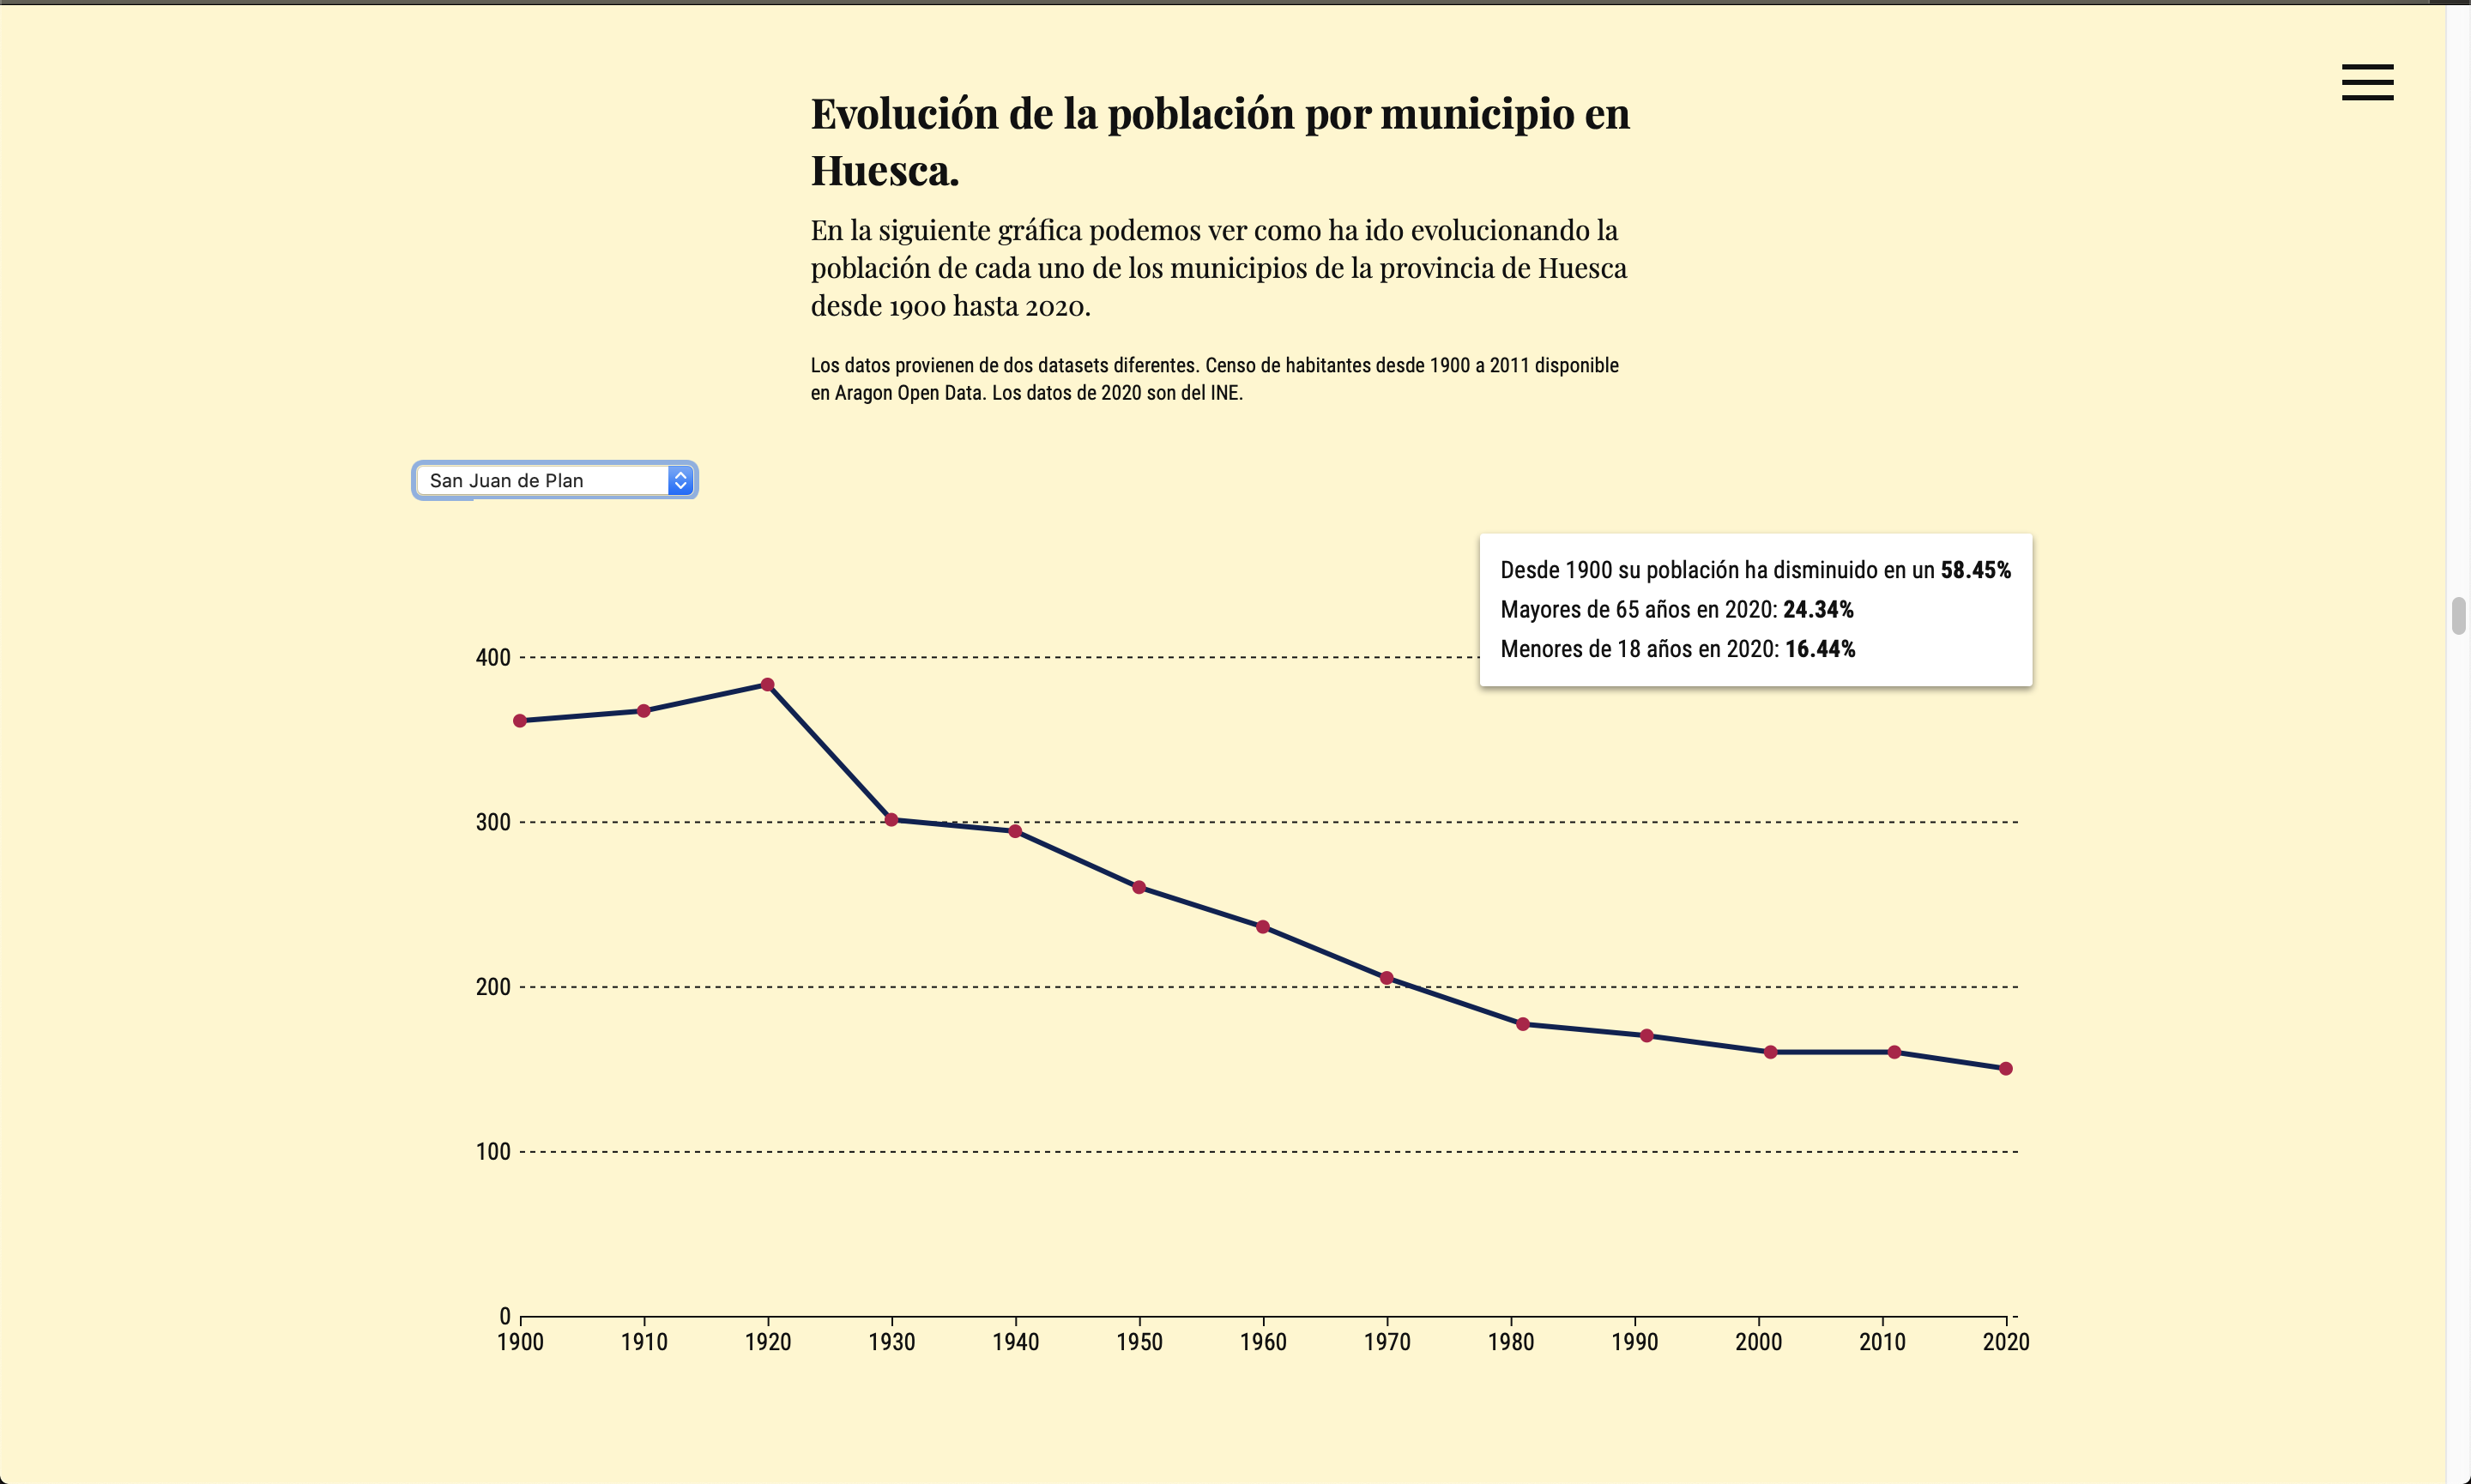 Evolución de la población por municipio en
Huesca.
En la siguiente gráfica podemos ver como ha ido evolucionando la
población de cada uno de los municipios de la provincia de Huesca
desde 1900 hasta 2020.
Los datos provienen de dos datasets diferentes. Censo de habitantes desde 1900 a 2011 disponible
en Aragon Open Data. Los datos de 2020 son del INE.
San Juan de Plan
Desde 1900 su población ha disminuido en un 58.45%
Mayores de 65 años en 2020: 24.34%
Menores de 18 años en 2020: 16.44%
400
300
200
100
0
1900 1910 1920 1930 1940 1950 1960 1970 1980 1990 2000 2010 2020